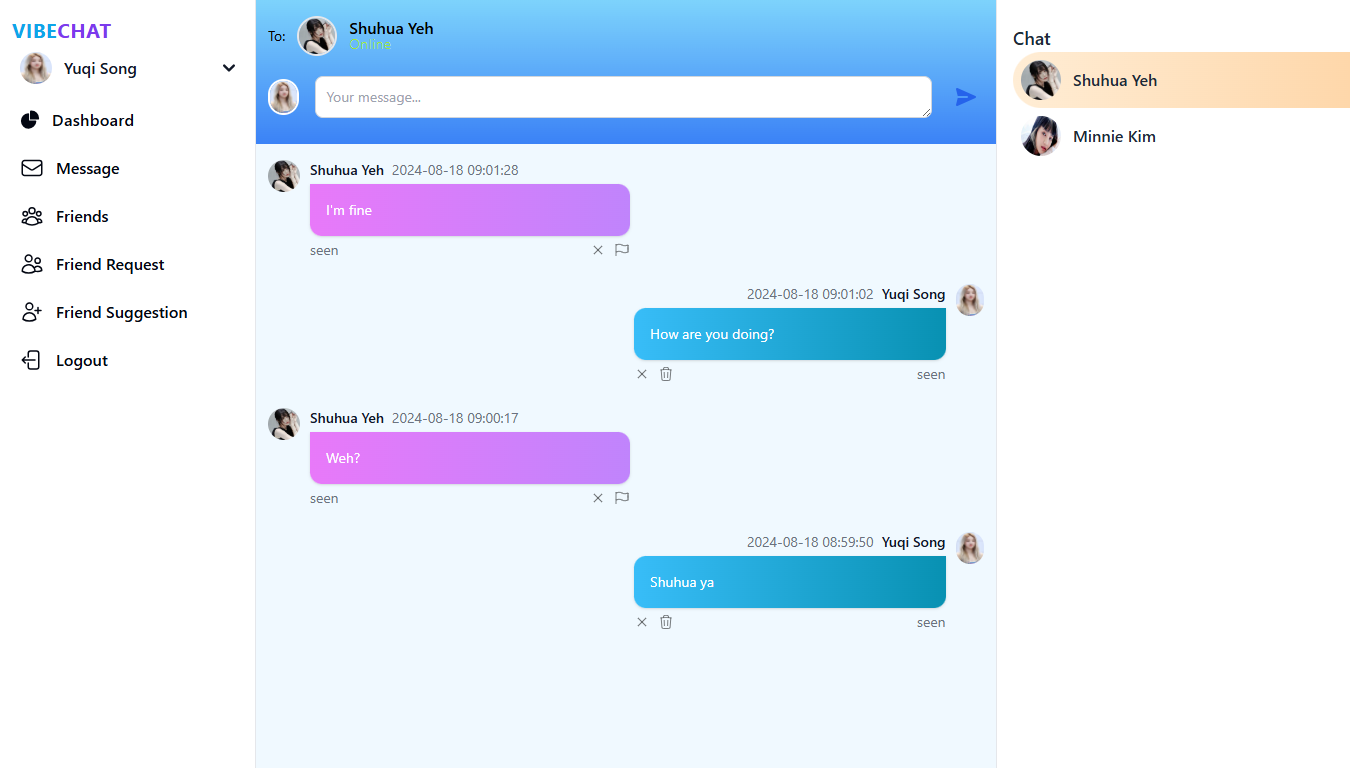 VIBECHAT
Yuqi Song
Dashboard
Message
Friends
Friend Request
Friend Suggestion
Logout
To:
Shuhua Yeh
Online
Your message...
Shuhua Yeh 2024-08-18 09:01:28
I'm fine
seen
2024-08-18 09:01:02 Yuqi Song
How are you doing?
seen
Shuhua Yeh 2024-08-18 09:00:17
Weh?
seen
2024-08-18 08:59:50 Yuqi Song
Shuhua ya
seen
Chat
Shuhua Yeh
Minnie Kim